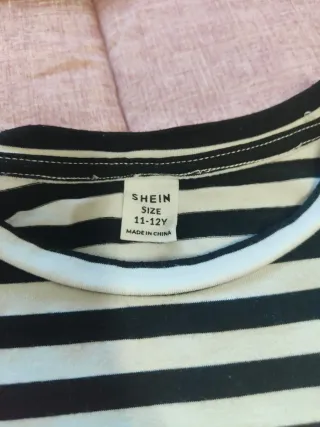 SHEIN
SIZE
11-12Y
MADE IN CHINA